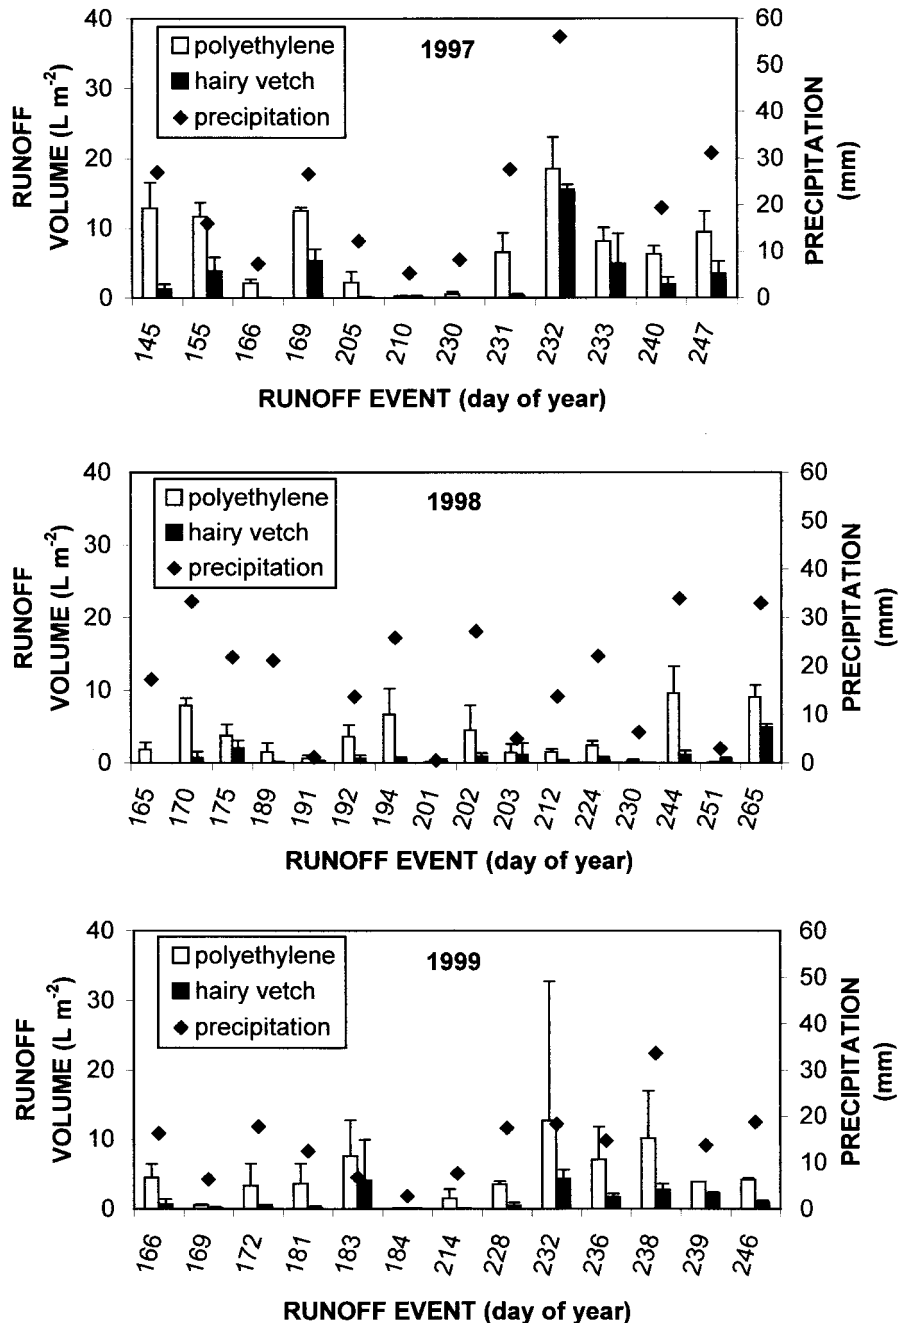 1997
polyethylene
hairy vetch
precipitation
RUNOFF
VOLUME (L m-2)
40
30
20
10
0
60
50
40
30
20
10
0
PRECIPITATION
(mm)
145 155 166 169 205 210 230 231 232 233 240 247
RUNOFF EVENT (day of year)
1998
polyethylene
hairy vetch
precipitation
RUNOFF
VOLUME (L m-2)
40
30
20
10
0
60
50
40
30
20
10
0
PRECIPITATION
(mm)
165 170 175 189 191 192 194 201 202 203 212 224 230 244 251 265
RUNOFF EVENT (day of year)
1999
polyethylene
hairy vetch
precipitation
RUNOFF
VOLUME (L m-2)
40
30
20
10
0
60
50
40
30
20
10
0
PRECIPITATION
(mm)
166 169 172 181 183 184 214 228 232 236 238 239 246
RUNOFF EVENT (day of year)